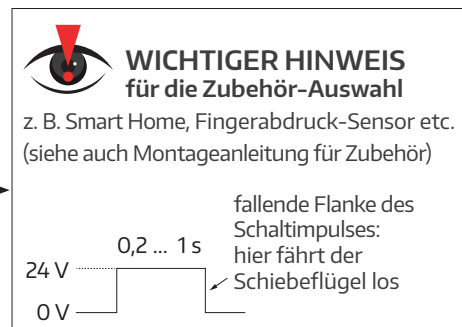 WICHTIGER HINWEIS
für die Zubehör-Auswahl
z. B. Smart Home, Fingerabdruck-Sensor etc.
(siehe auch Montageanleitung für Zubehör)
fallende Flanke des
Schaltimpulses:
hier fährt der
Schiebeflügel los
0,2 ... 1 s
24 V
0 V